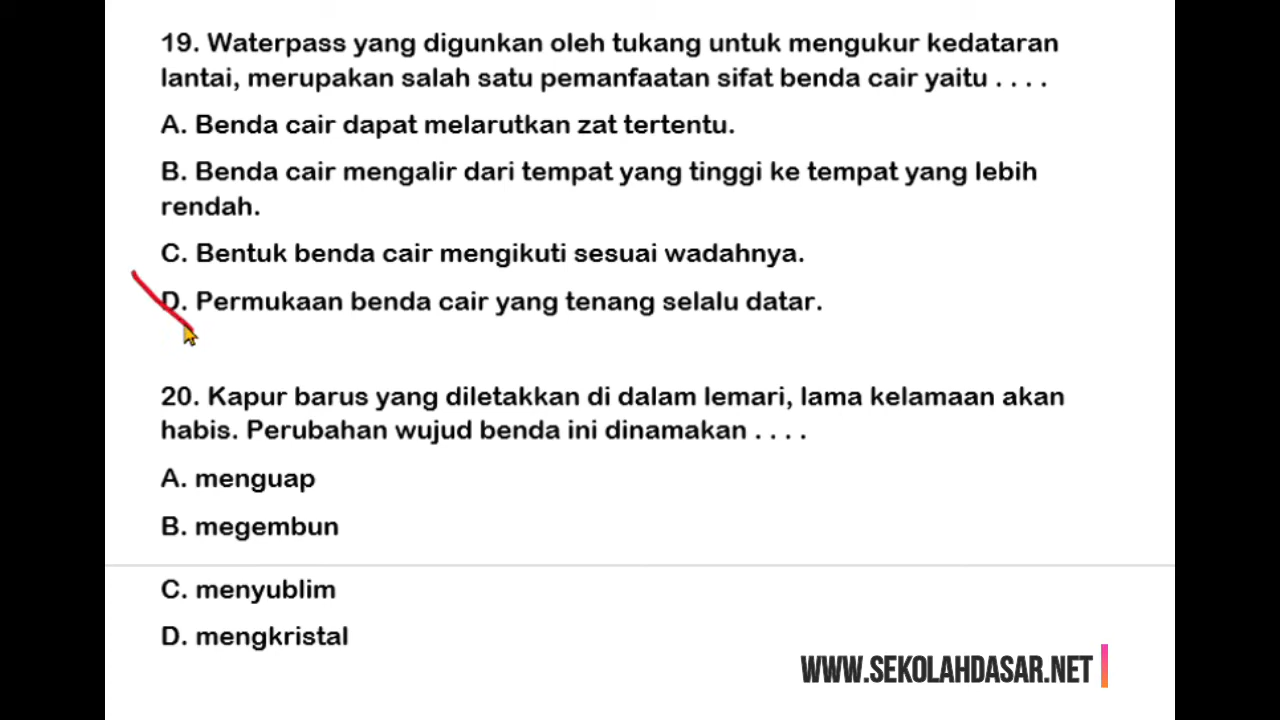 19. Waterpass yang digunkan oleh tukang untuk mengukur kedataran
lantai, merupakan salah satu pemanfaatan sifat benda cair yaitu . . . .
A. Benda cair dapat melarutkan zat tertentu.
B. Benda cair mengalir dari tempat yang tinggi ke tempat yang lebih
rendah.
C. Bentuk benda cair mengikuti sesuai wadahnya.
D. Permukaan benda cair yang tenang selalu datar.
20. Kapur barus yang diletakkan di dalam lemari, lama kelamaan akan
habis. Perubahan wujud benda ini dinamakan . . . .
A. menguap
B. megembun
C. menyublim
D. mengkristal
WWW.SEKOLAHDASAR.NET